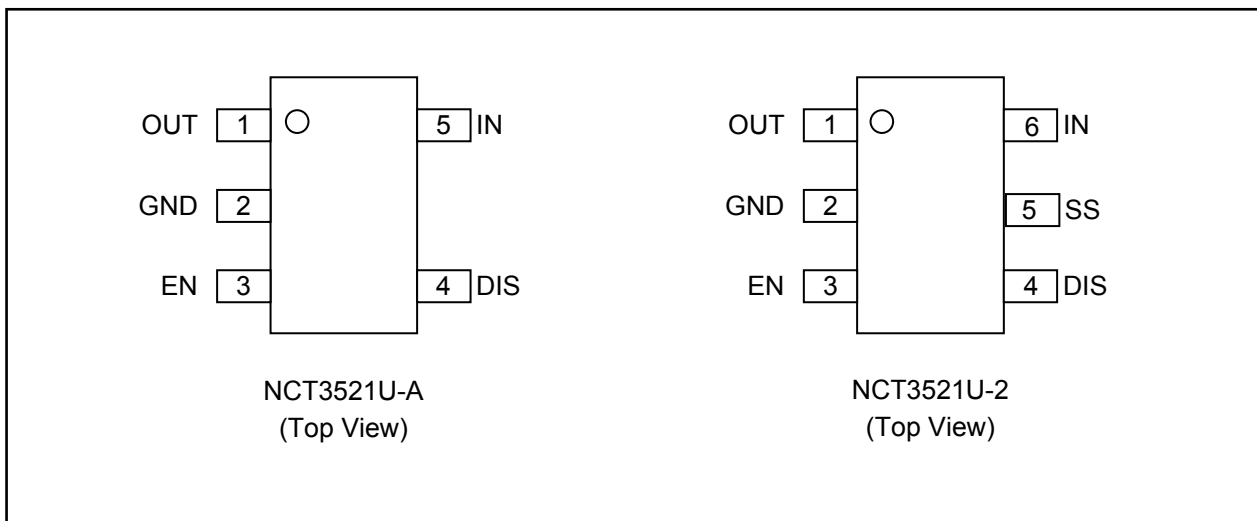 OUT 1 5 IN
GND 2
EN 3 4 DIS
NCT3521U-A
(Top View)
OUT 1 6 IN
GND 2 5 SS
EN 3 4 DIS
NCT3521U-2
(Top View)